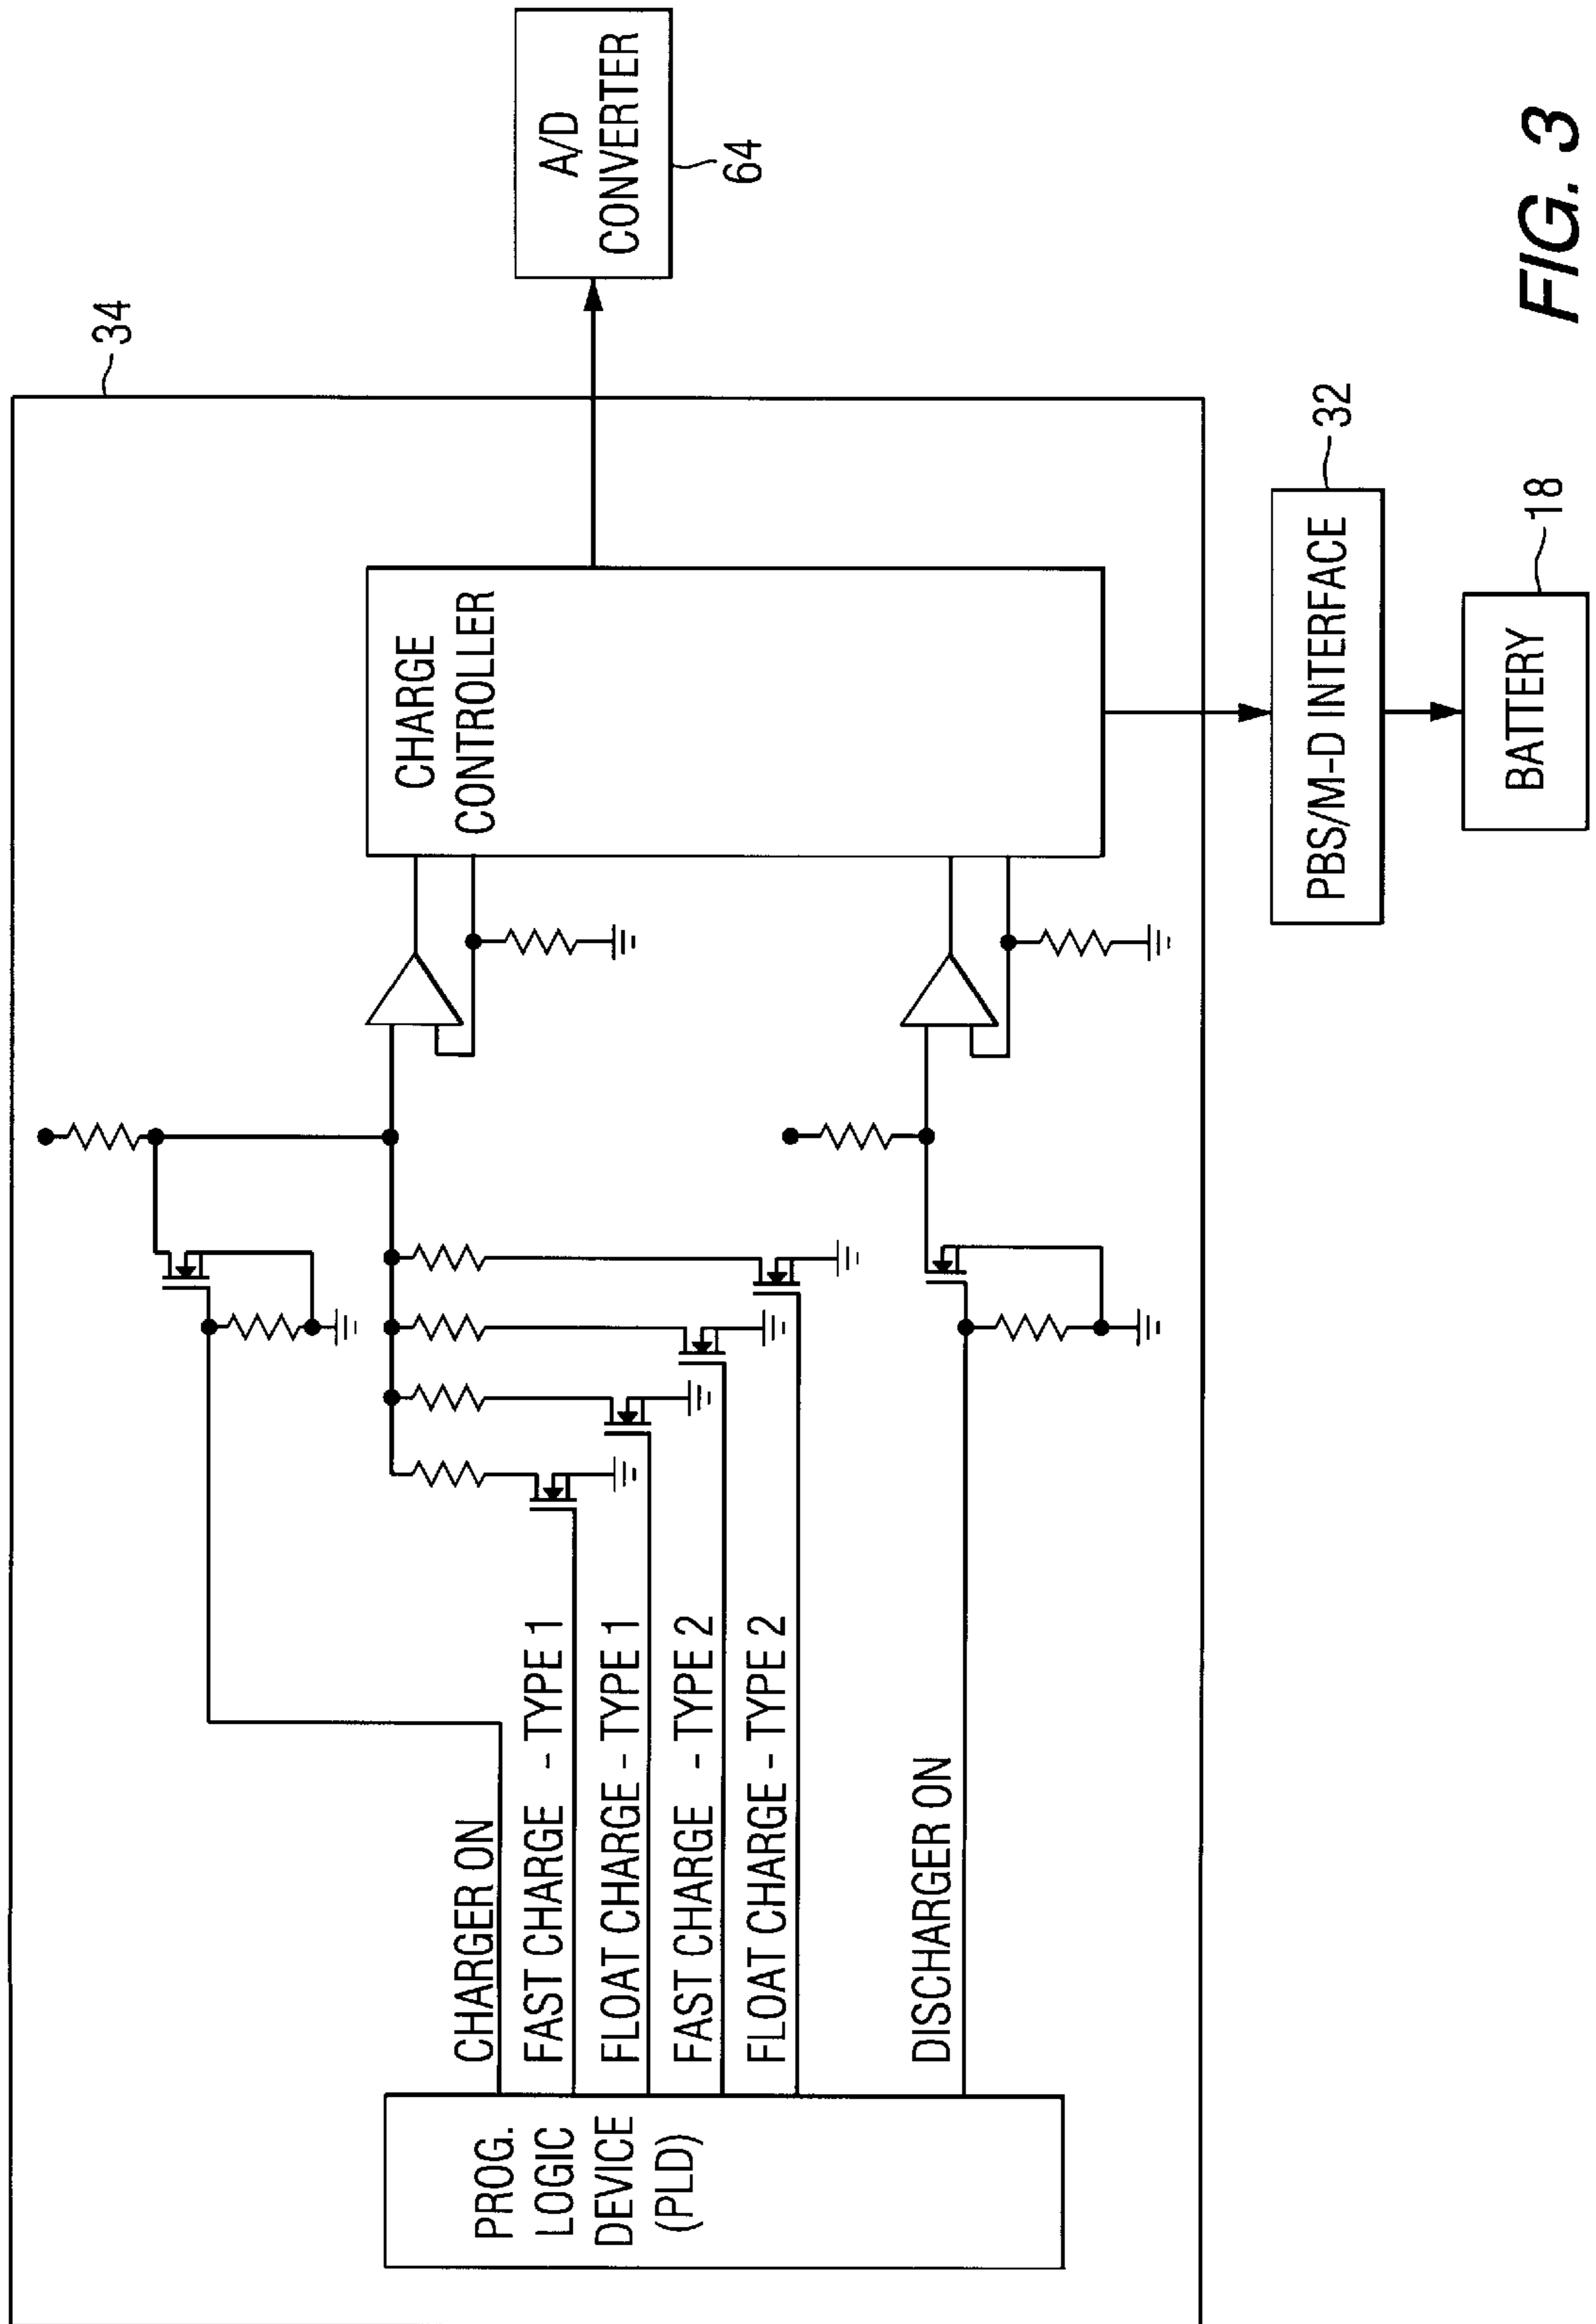 34
PROG.
LOGIC
DEVICE
(PLD)
CHARGER ON
FAST CHARGE - TYPE 1
FLOAT CHARGE - TYPE 1
FAST CHARGE - TYPE 2
FLOAT CHARGE - TYPE 2
DISCHARGER ON
CHARGE
CONTROLLER
A/D
CONVERTER
64
PBS/M-D INTERFACE
32
BATTERY
18
FIG. 3